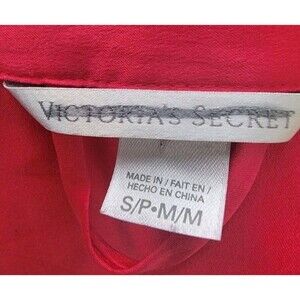 VICTORIA'S SECRET
MADE IN / FAIT EN /
HECHO EN CHINA
S/P•M/M